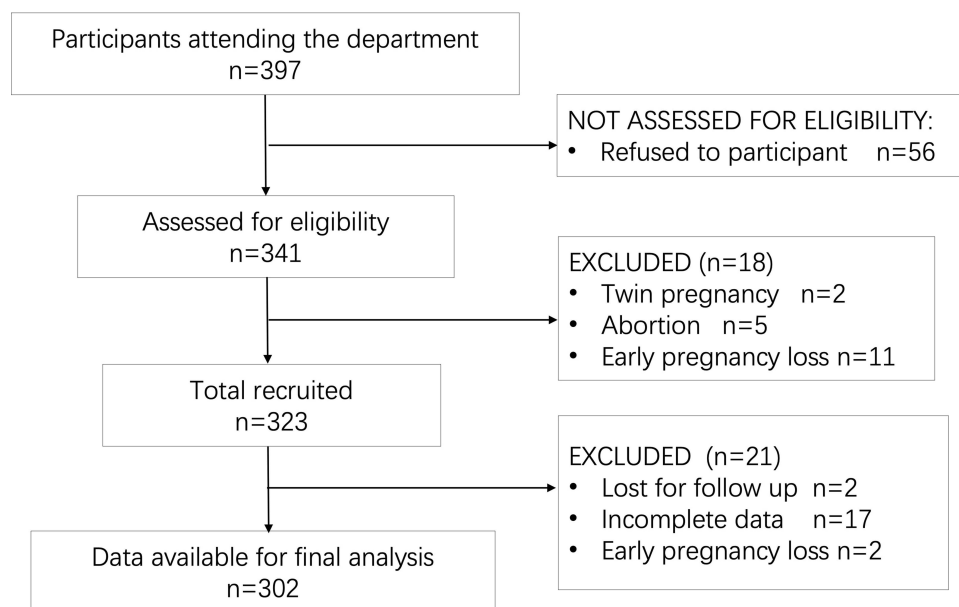 Participants attending the department
n=397
NOT ASSESSED FOR ELIGIBILITY:
• Refused to participant n=56
Assessed for eligibility
n=341
EXCLUDED (n=18)
• Twin pregnancy n=2
• Abortion n=5
• Early pregnancy loss n=11
Total recruited
n=323
EXCLUDED (n=21)
• Lost for follow up n=2
• Incomplete data n=17
• Early pregnancy loss n=2
Data available for final analysis
n=302